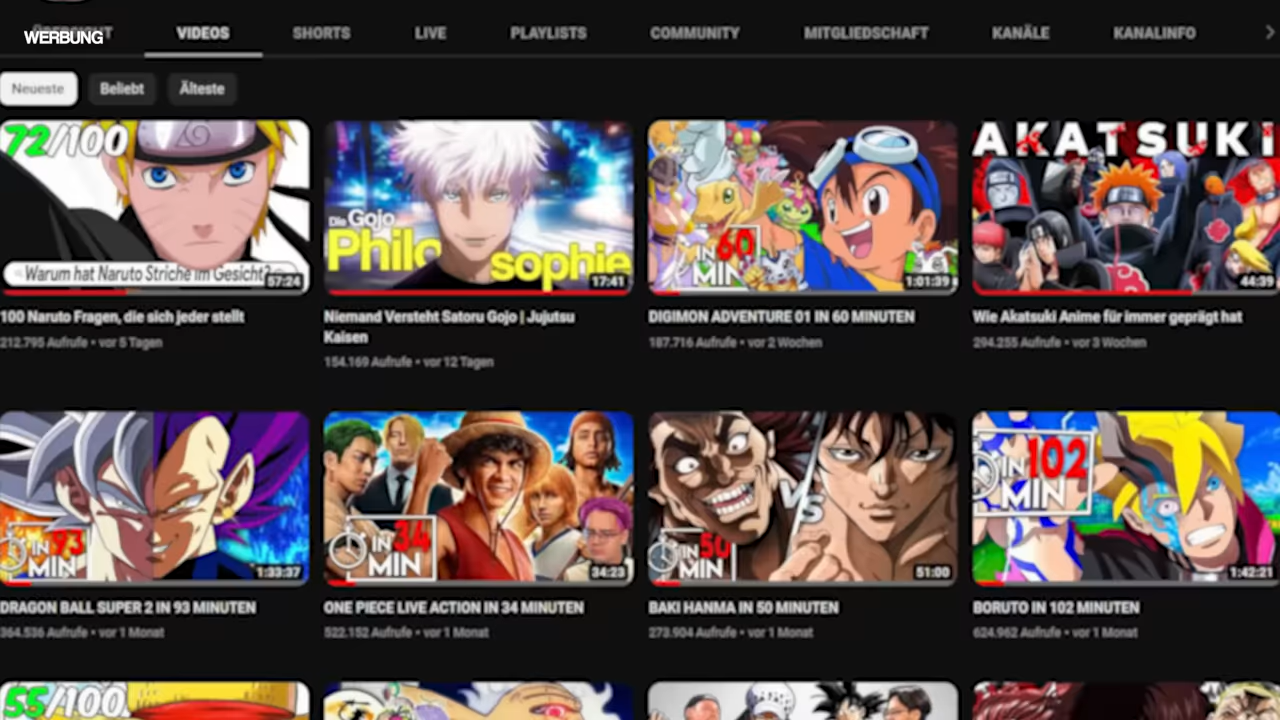 WERBUNG
VIDEOS
SHORTS
LIVE
PLAYLISTS
COMMUNITY
MITGLIEDSCHAFT
KANÄLE
KANALINFO
Neueste
Beliebt
Älteste
72/100
Warum hat Naruto Striche im Gesicht?
57:24
Die Gojo
Philosophie
17:41
IN 60
MIN
1:01:39
AKATSUKI
44:39
100 Naruto Fragen, die sich jeder stellt
212.795 Aufrufe • vor 5 Tagen
Niemand Versteht Satoru Gojo | Jujutsu
Kaisen
154.169 Aufrufe • vor 12 Tagen
DIGIMON ADVENTURE 01 IN 60 MINUTEN
187.716 Aufrufe • vor 2 Wochen
Wie Akatsuki Anime für immer geprägt hat
294.255 Aufrufe • vor 3 Wochen
IN 93
MIN
1:33:37
IN 34
MIN
34:23
VS
IN 50
MIN
51:00
IN 102
MIN
1:42:21
DRAGON BALL SUPER 2 IN 93 MINUTEN
364.536 Aufrufe • vor 1 Monat
ONE PIECE LIVE ACTION IN 34 MINUTEN
522.152 Aufrufe • vor 1 Monat
BAKI HANMA IN 50 MINUTEN
273.904 Aufrufe • vor 1 Monat
BORUTO IN 102 MINUTEN
624.962 Aufrufe • vor 1 Monat
55/100